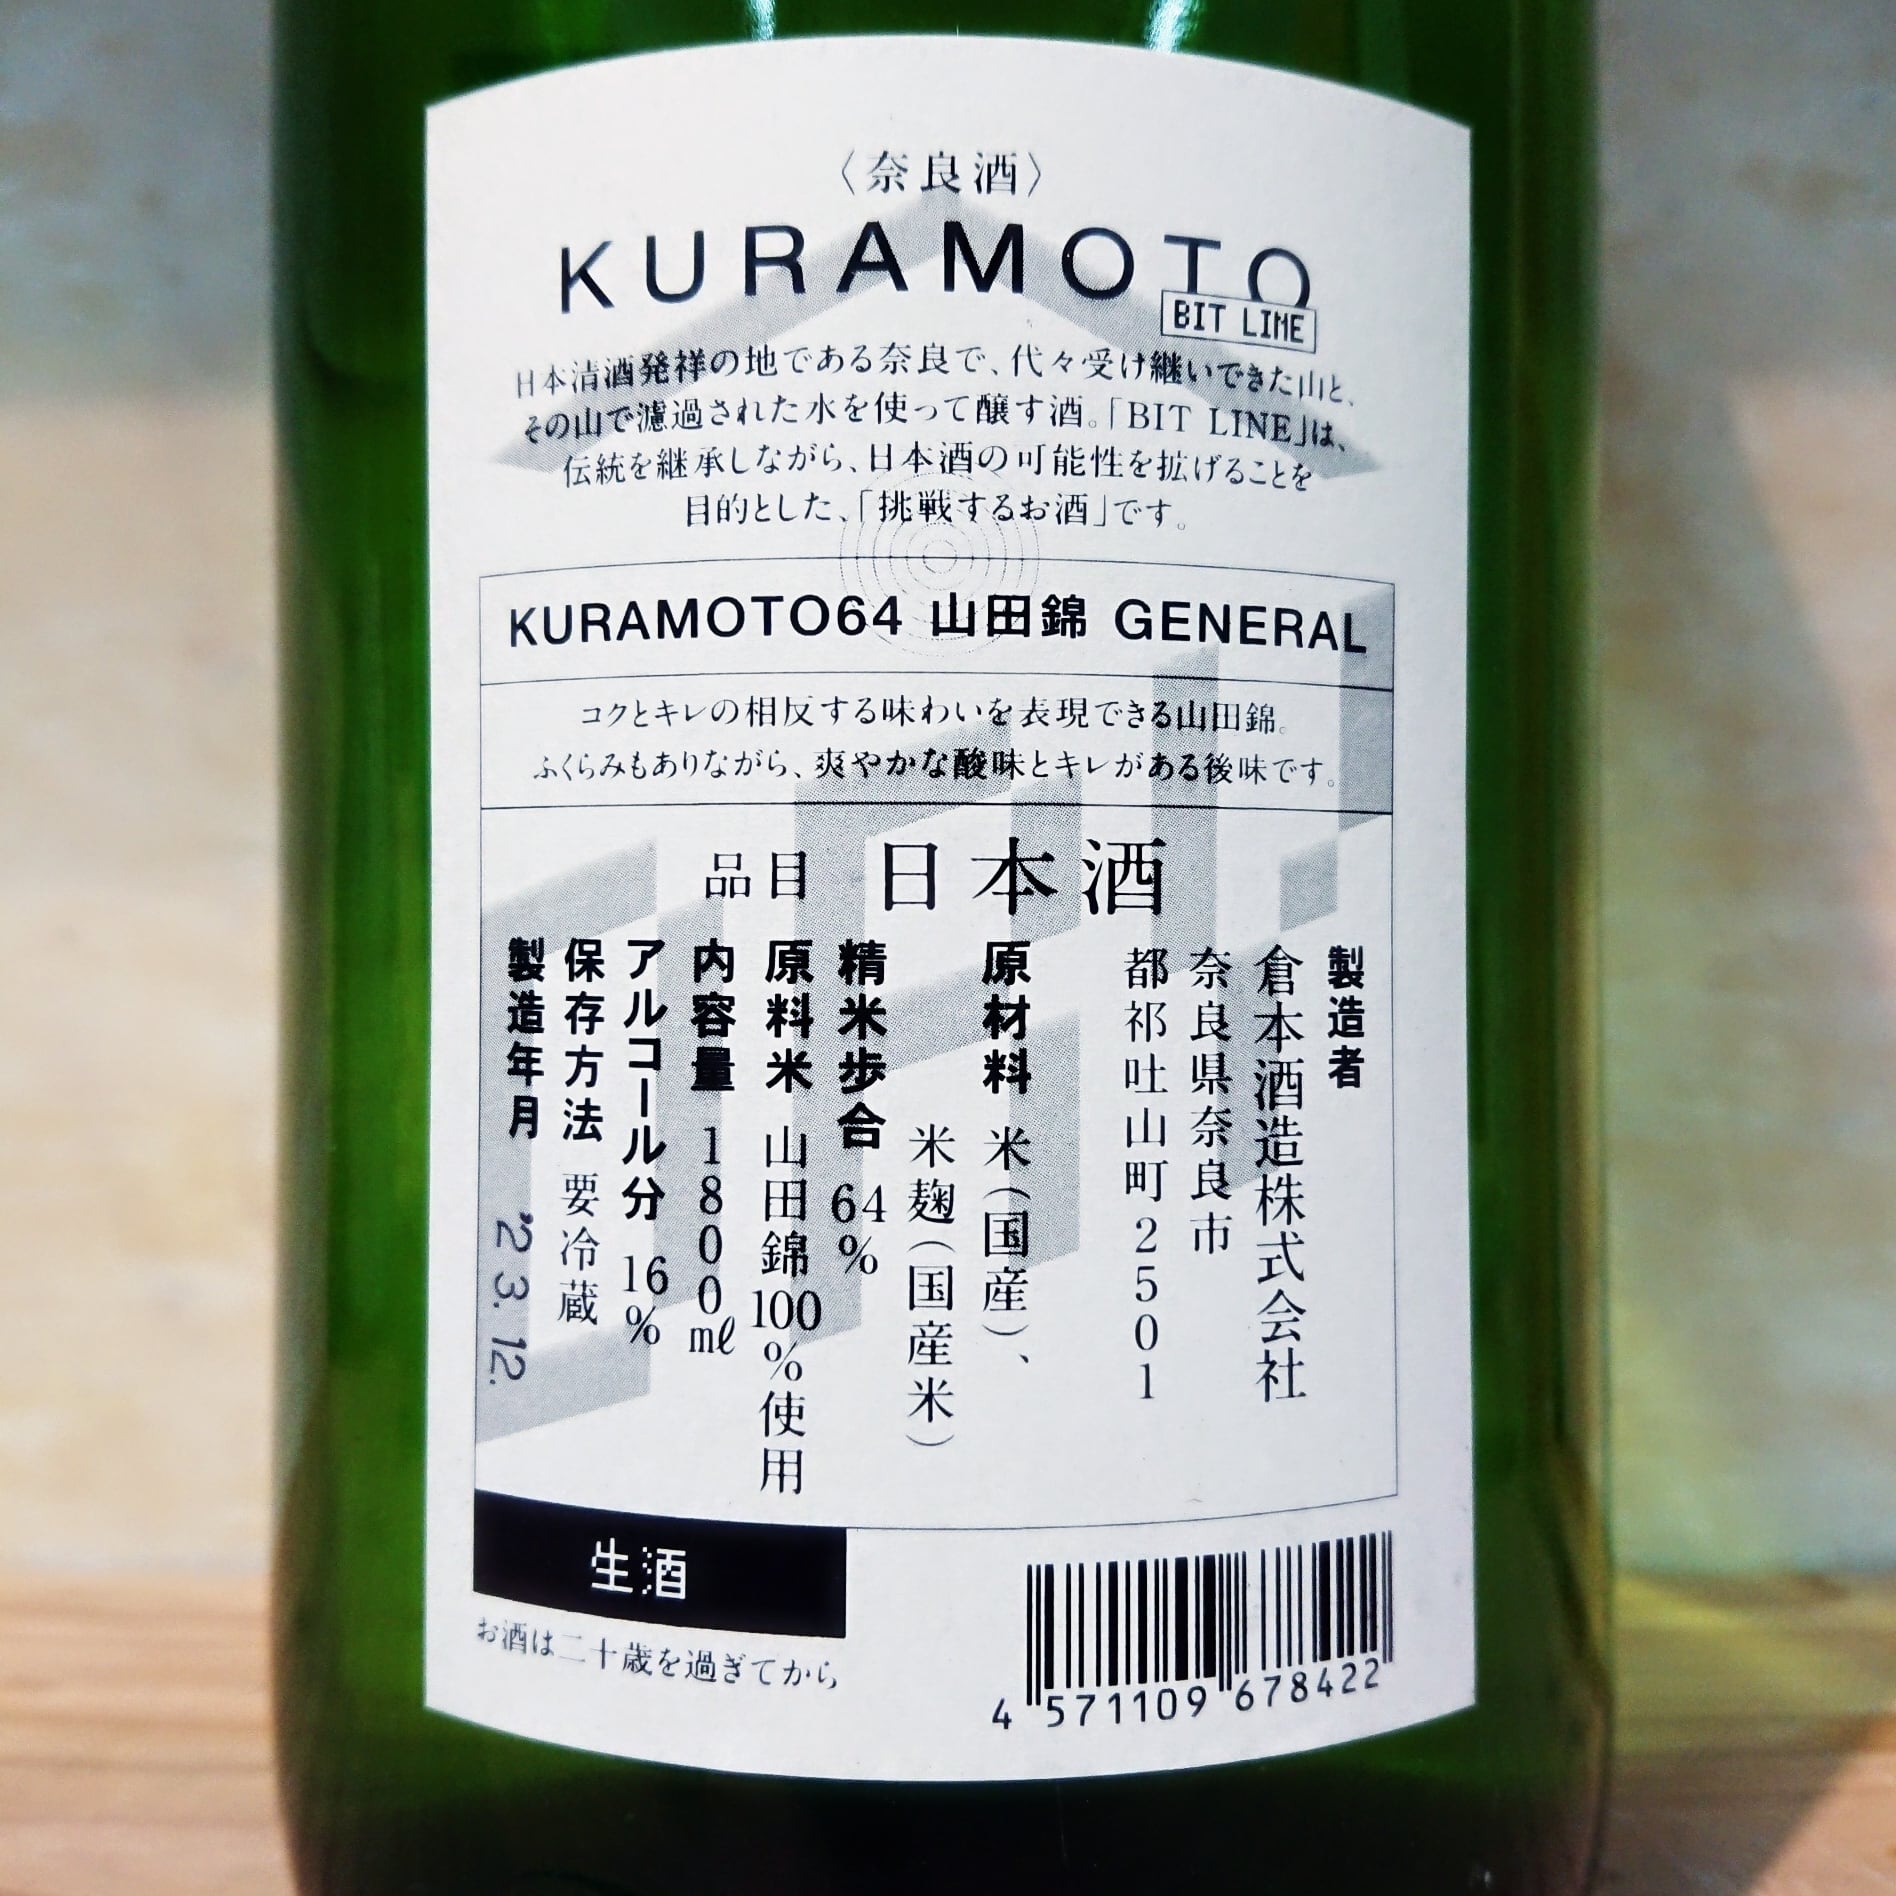 〈奈良酒〉
KURAMOTO
BIT LINE
日本清酒発祥の地である奈良で、代々受け継いできた山と、
その山で濾過された水を使って醸す酒。「BIT LINE」は、
伝統を継承しながら、日本酒の可能性を拡げることを
目的とした、「挑戦するお酒」です。
KURAMOTO64 山田錦 GENERAL
コクとキレの相反する味わいを表現できる山田錦。
ふくらみもありながら、爽やかな酸味とキレがある後味です。
品目 日本酒
製造者
倉本酒造株式会社
奈良県奈良市
都祁吐山町2501
原材料 米（国産）、
米麹（国産米）
精米歩合 64%
原料米 山田錦100%使用
内容量 1800㎖
アルコール分 16%
保存方法 要冷蔵
製造年月 '23.12.
生酒
お酒は二十歳を過ぎてから
4 571109 678422